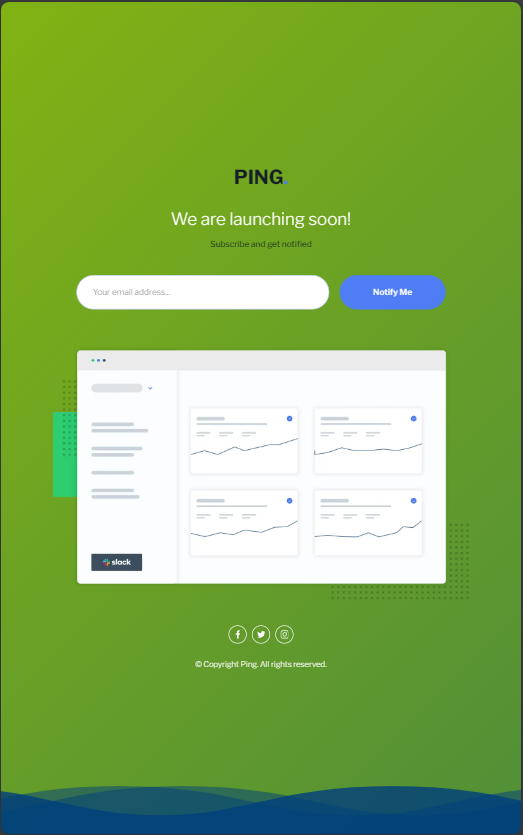 PING.
We are launching soon!
Subscribe and get notified
Your email address...
Notify Me
slack
© Copyright Ping. All rights reserved.